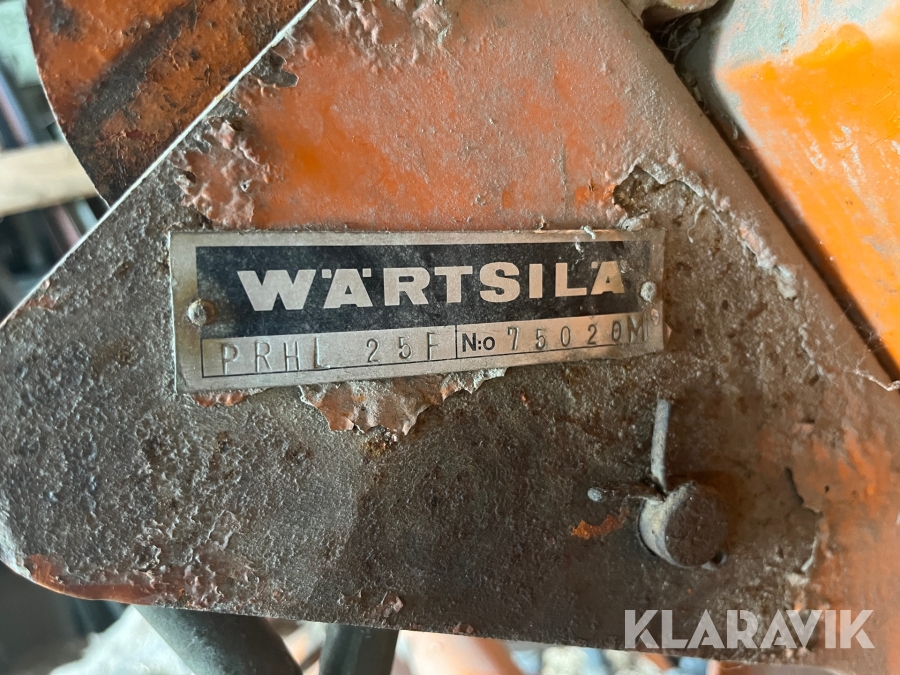 WÄRTSILÄ
PRHL 25F N:o 75020M
KLARAVIK